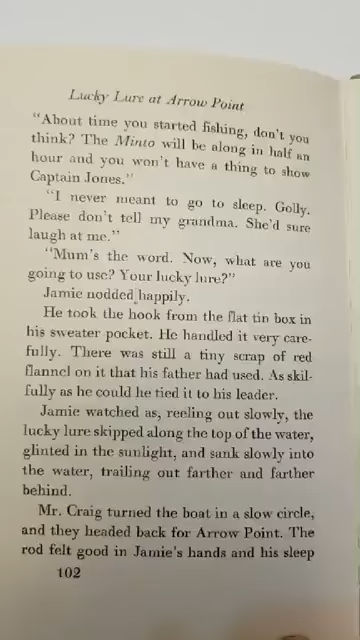 Lucky Lure at Arrow Point
"About time you started fishing, don't you
think? The Minto will be along in half an
hour and you won't have a thing to show
Captain Jones."
"I never meant to go to sleep. Golly.
Please don't tell my grandma. She'd sure
laugh at me."
"Mum's the word. Now, what are you
going to use? Your lucky lure?"
Jamie nodded happily.
He took the hook from the flat tin box in
his sweater pocket. He handled it very care-
fully. There was still a tiny scrap of red
flannel on it that his father had used. As skil-
fully as he could he tied it to his leader.
Jamie watched as, reeling out slowly, the
lucky lure skipped along the top of the water,
glinted in the sunlight, and sank slowly into
the water, trailing out farther and farther
behind.
Mr. Craig turned the boat in a slow circle,
and they headed back for Arrow Point. The
rod felt good in Jamie's hands and his sleep
102